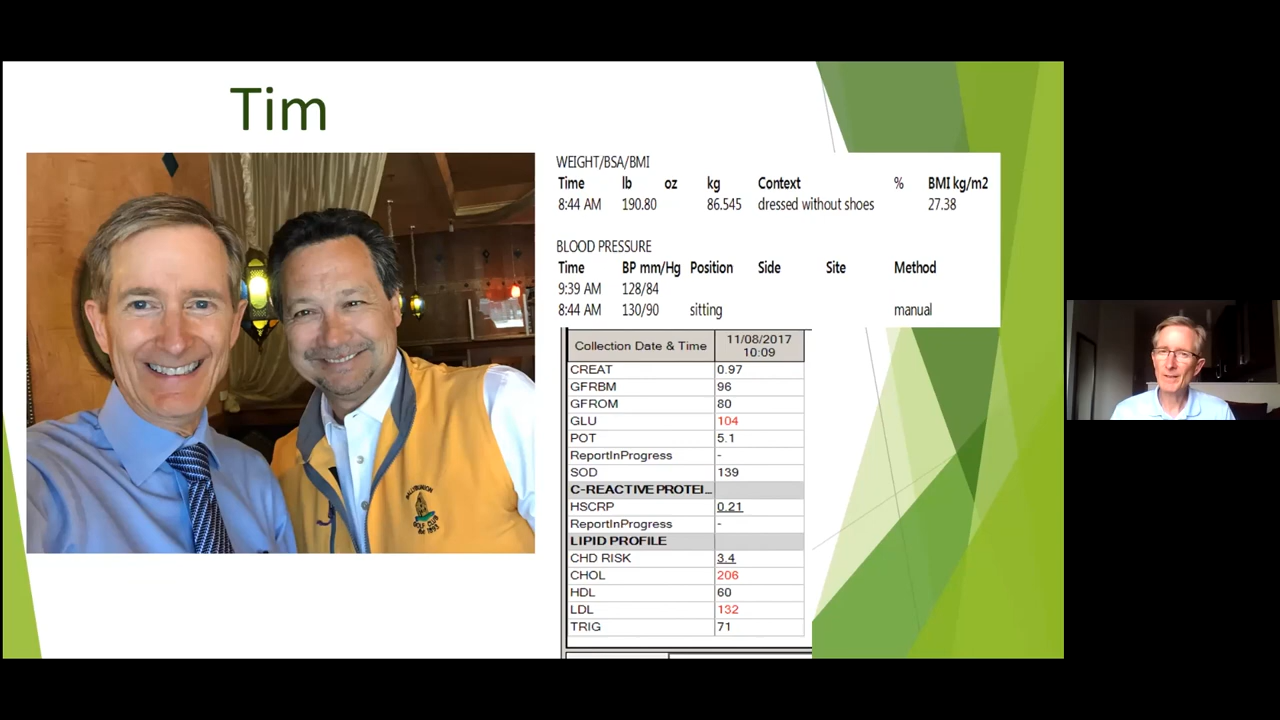 Tim
WEIGHT/BSA/BMI
Time lb oz kg Context % BMI kg/m2
8:44 AM 190.80 86.545 dressed without shoes 27.38
BLOOD PRESSURE
Time BP mm/Hg Position Side Site Method
9:39 AM 128/84
8:44 AM 130/90 sitting manual
Collection Date & Time 11/08/2017
10:09
CREAT 0.97
GFRBM 96
GFROM 80
GLU 104
POT 5.1
ReportInProgress -
SOD 139
C-REACTIVE PROTEI...
HSCRP 0.21
ReportInProgress -
LIPID PROFILE
CHD RISK 3.4
CHOL 206
HDL 60
LDL 132
TRIG 71
BALLYBUNION
GOLF CLUB